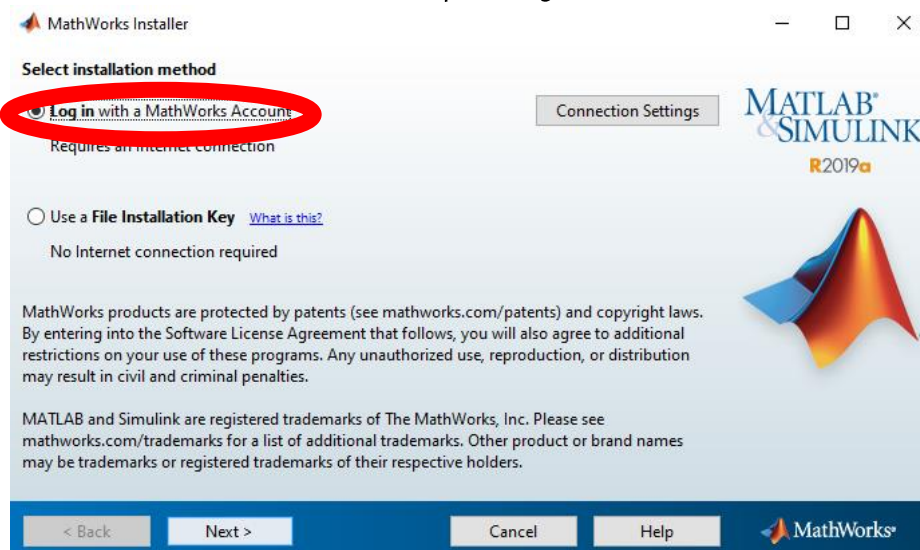 MathWorks Installer
Select installation method
Log in with a MathWorks Account
Connection Settings
Requires an Internet connection
MATLAB®
&SIMULINK
R2019a
Use a File Installation Key What is this?
No Internet connection required
MathWorks products are protected by patents (see mathworks.com/patents) and copyright laws.
By entering into the Software License Agreement that follows, you will also agree to additional
restrictions on your use of these programs. Any unauthorized use, reproduction, or distribution
may result in civil and criminal penalties.
MATLAB and Simulink are registered trademarks of The MathWorks, Inc. Please see
mathworks.com/trademarks for a list of additional trademarks. Other product or brand names
may be trademarks or registered trademarks of their respective holders.
< Back
Next >
Cancel
Help
MathWorks®